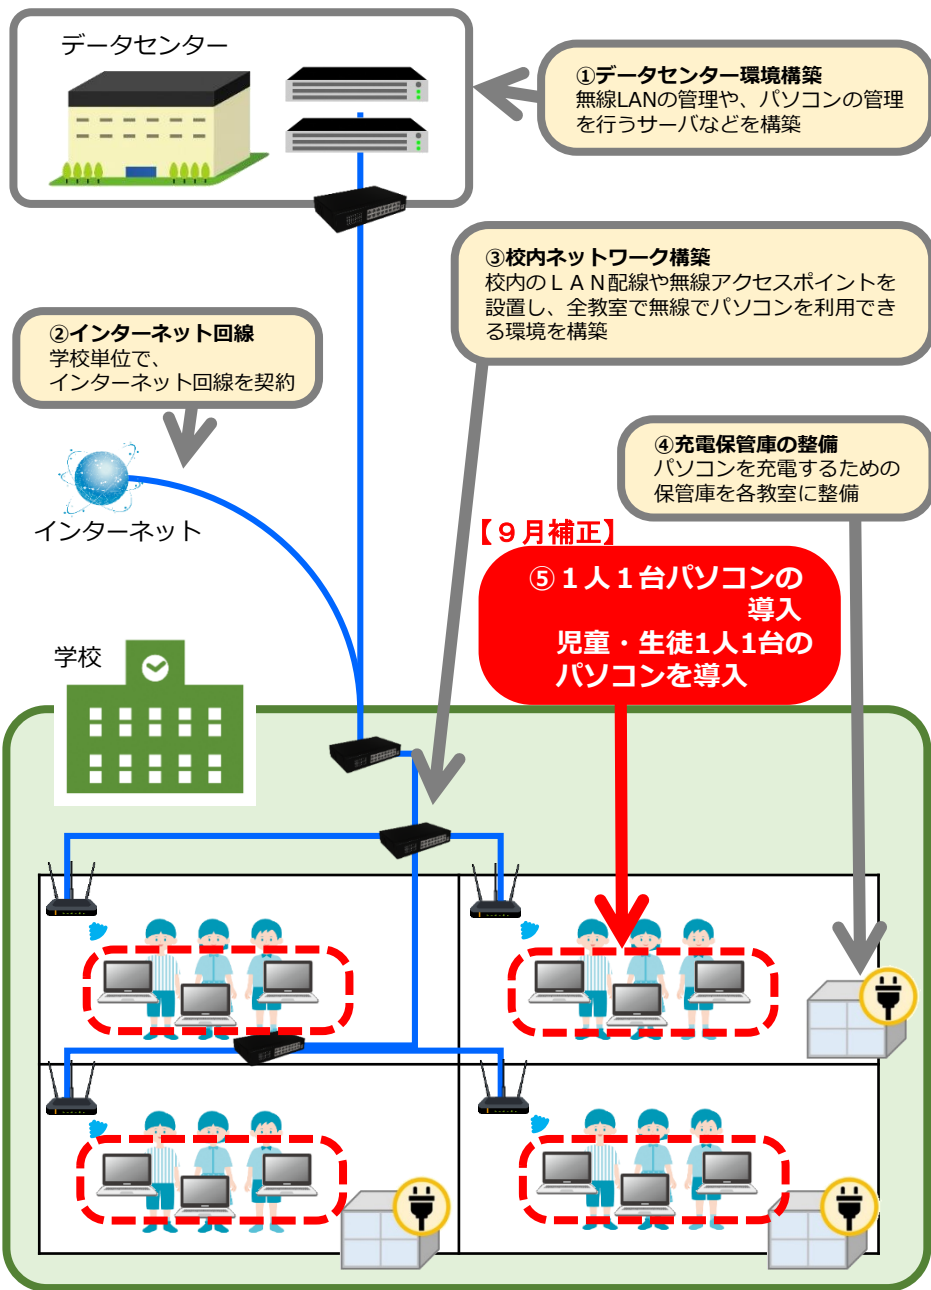 データセンター
①データセンター環境構築
無線LANの管理や、パソコンの管理
を行うサーバなどを構築
③校内ネットワーク構築
校内のＬＡＮ配線や無線アクセスポイントを
設置し、全教室で無線でパソコンを利用でき
る環境を構築
②インターネット回線
学校単位で、
インターネット回線を契約
④充電保管庫の整備
パソコンを充電するための
保管庫を各教室に整備
インターネット
【９月補正】
⑤１人１台パソコンの
導入
児童・生徒1人1台の
パソコンを導入
学校